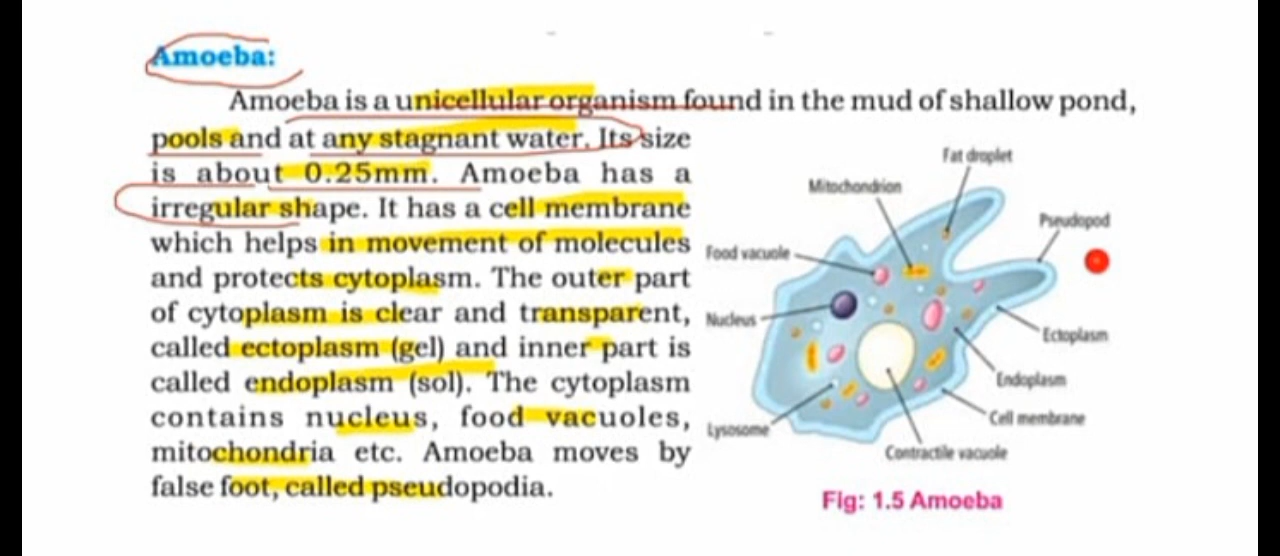 Amoeba:
Amoeba is a unicellular organism found in the mud of shallow pond,
pools and at any stagnant water. Its size
is about 0.25mm. Amoeba has a
irregular shape. It has a cell membrane
which helps in movement of molecules
and protects cytoplasm. The outer part
of cytoplasm is clear and transparent,
called ectoplasm (gel) and inner part is
called endoplasm (sol). The cytoplasm
contains nucleus, food vacuoles,
mitochondria etc. Amoeba moves by
false foot, called pseudopodia.
Fat droplet
Mitochondrion
Pseudopod
Food vacuole
Nucleus
Ectoplasm
Endoplasm
Cell membrane
Lysosome
Contractile vacuole
Fig: 1.5 Amoeba